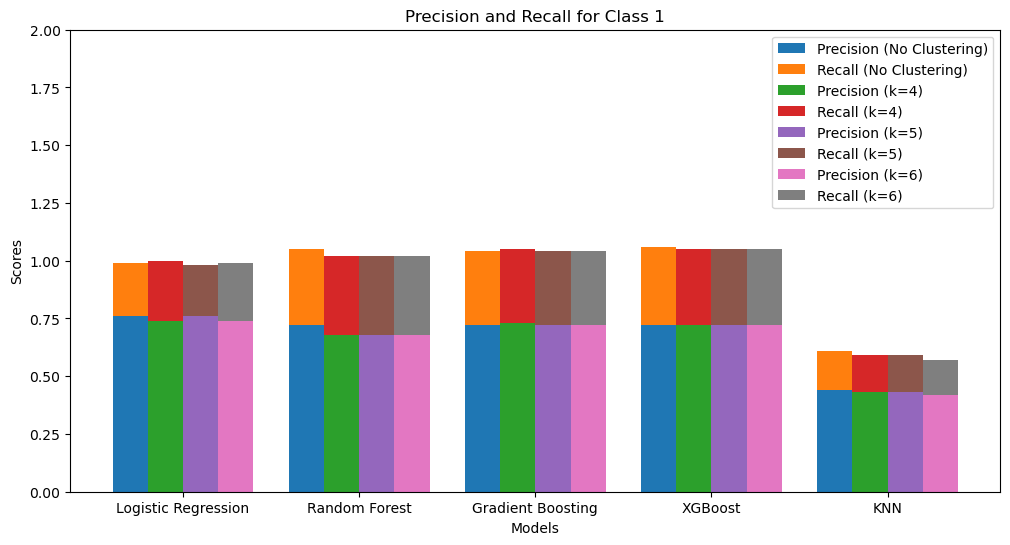 Precision and Recall for Class 1
2.00
1.75
1.50
1.25
1.00
0.75
0.50
0.25
0.00
Scores
Precision (No Clustering)
Recall (No Clustering)
Precision (k=4)
Recall (k=4)
Precision (k=5)
Recall (k=5)
Precision (k=6)
Recall (k=6)
Logistic Regression Random Forest Gradient Boosting XGBoost KNN
Models